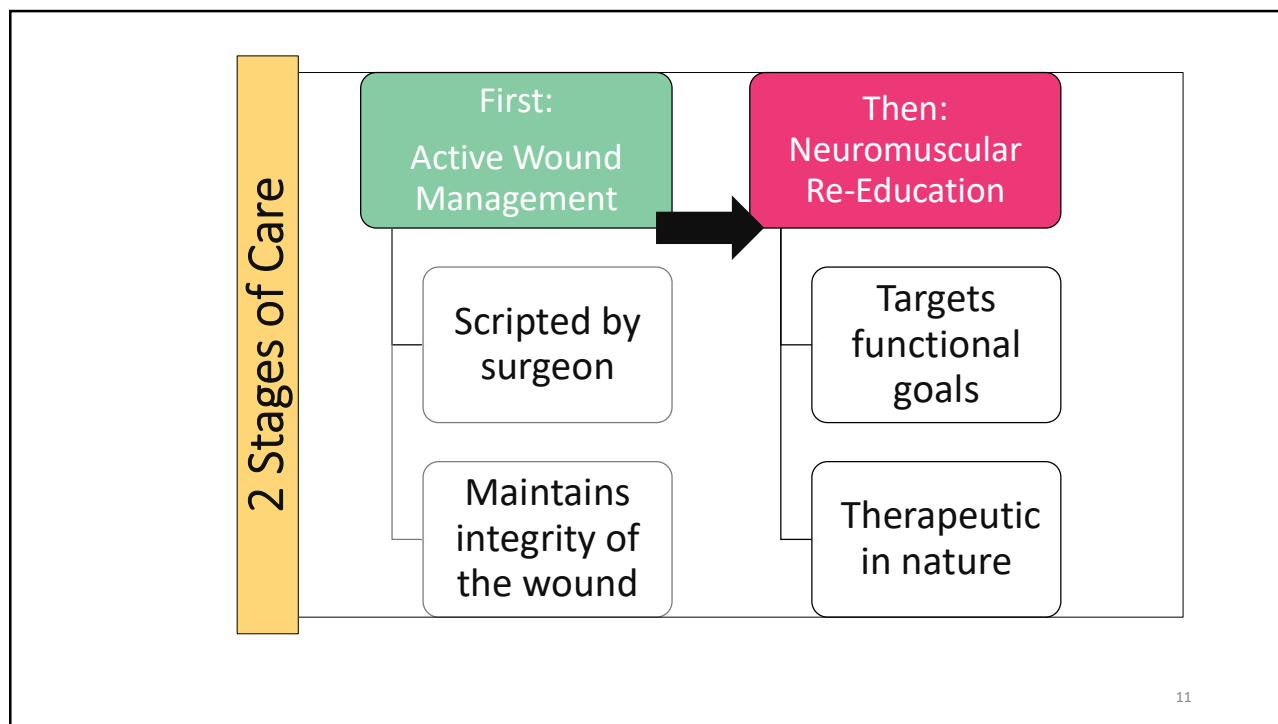 2 Stages of Care
First:
Active Wound
Management
Scripted by
surgeon
Maintains
integrity of
the wound
Then:
Neuromuscular
Re-Education
Targets
functional
goals
Therapeutic
in nature
11